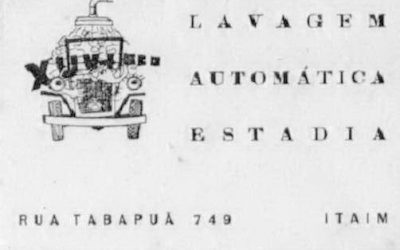 LAVAGEM
AUTOMÁTICA
ESTADIA
RUA TABAPUÃ 749 ITAIM